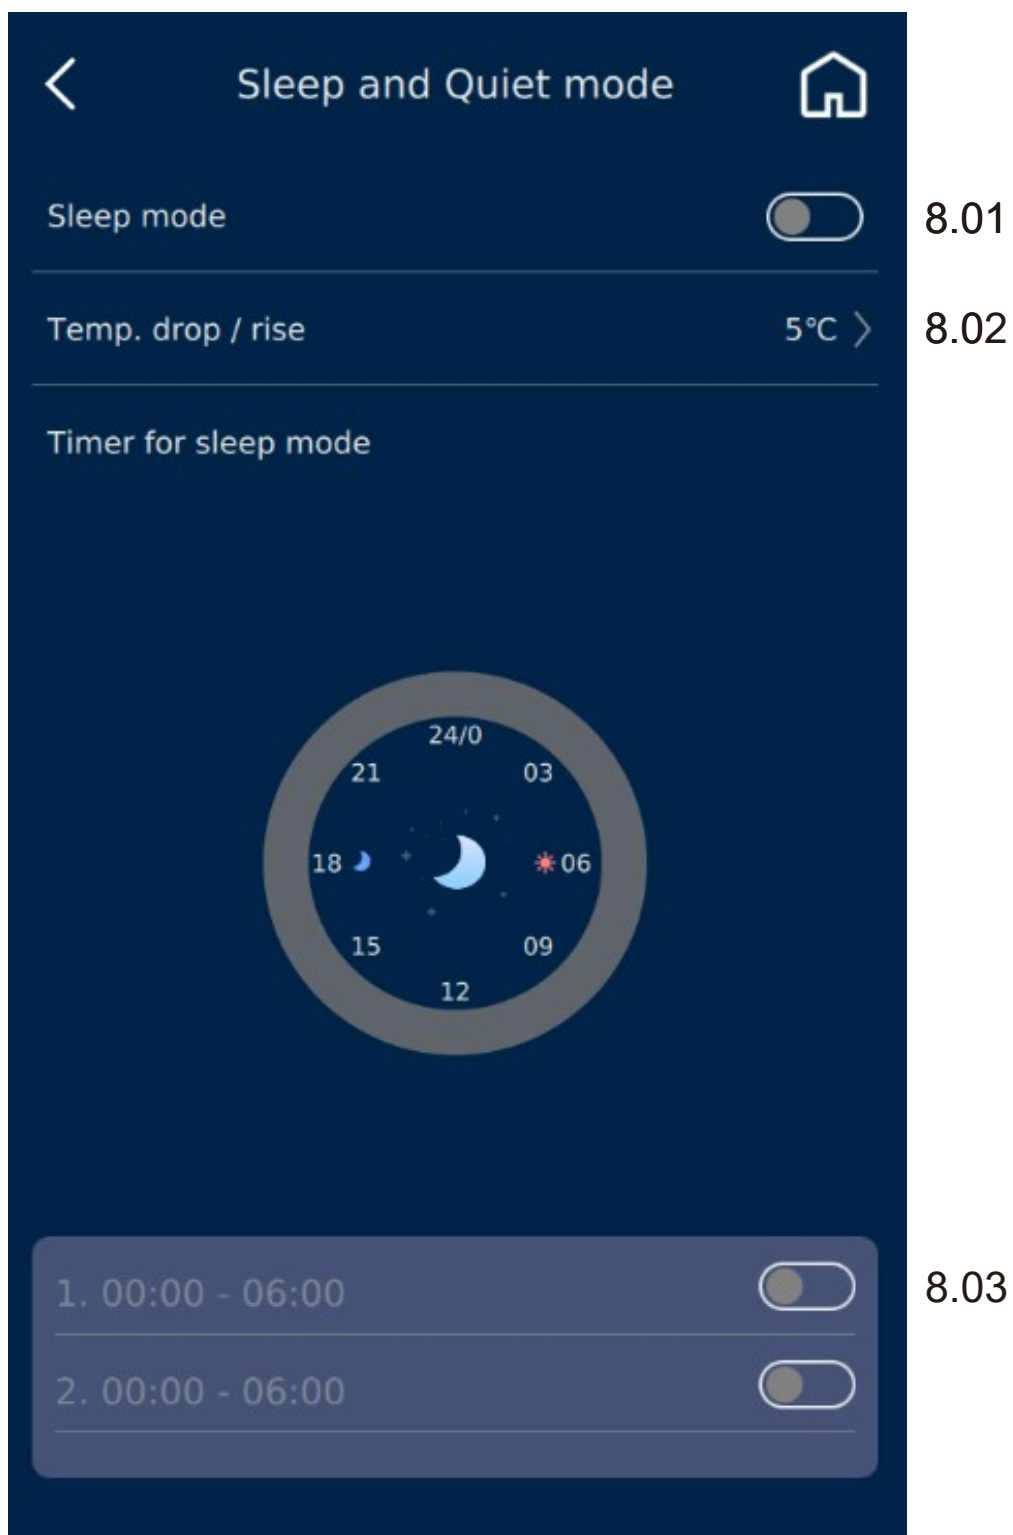 Sleep and Quiet mode
Sleep mode 8.01
Temp. drop / rise 5°C 8.02
Timer for sleep mode
24/0
21 03
18 06
15 09
12
1. 00:00 - 06:00 8.03
2. 00:00 - 06:00